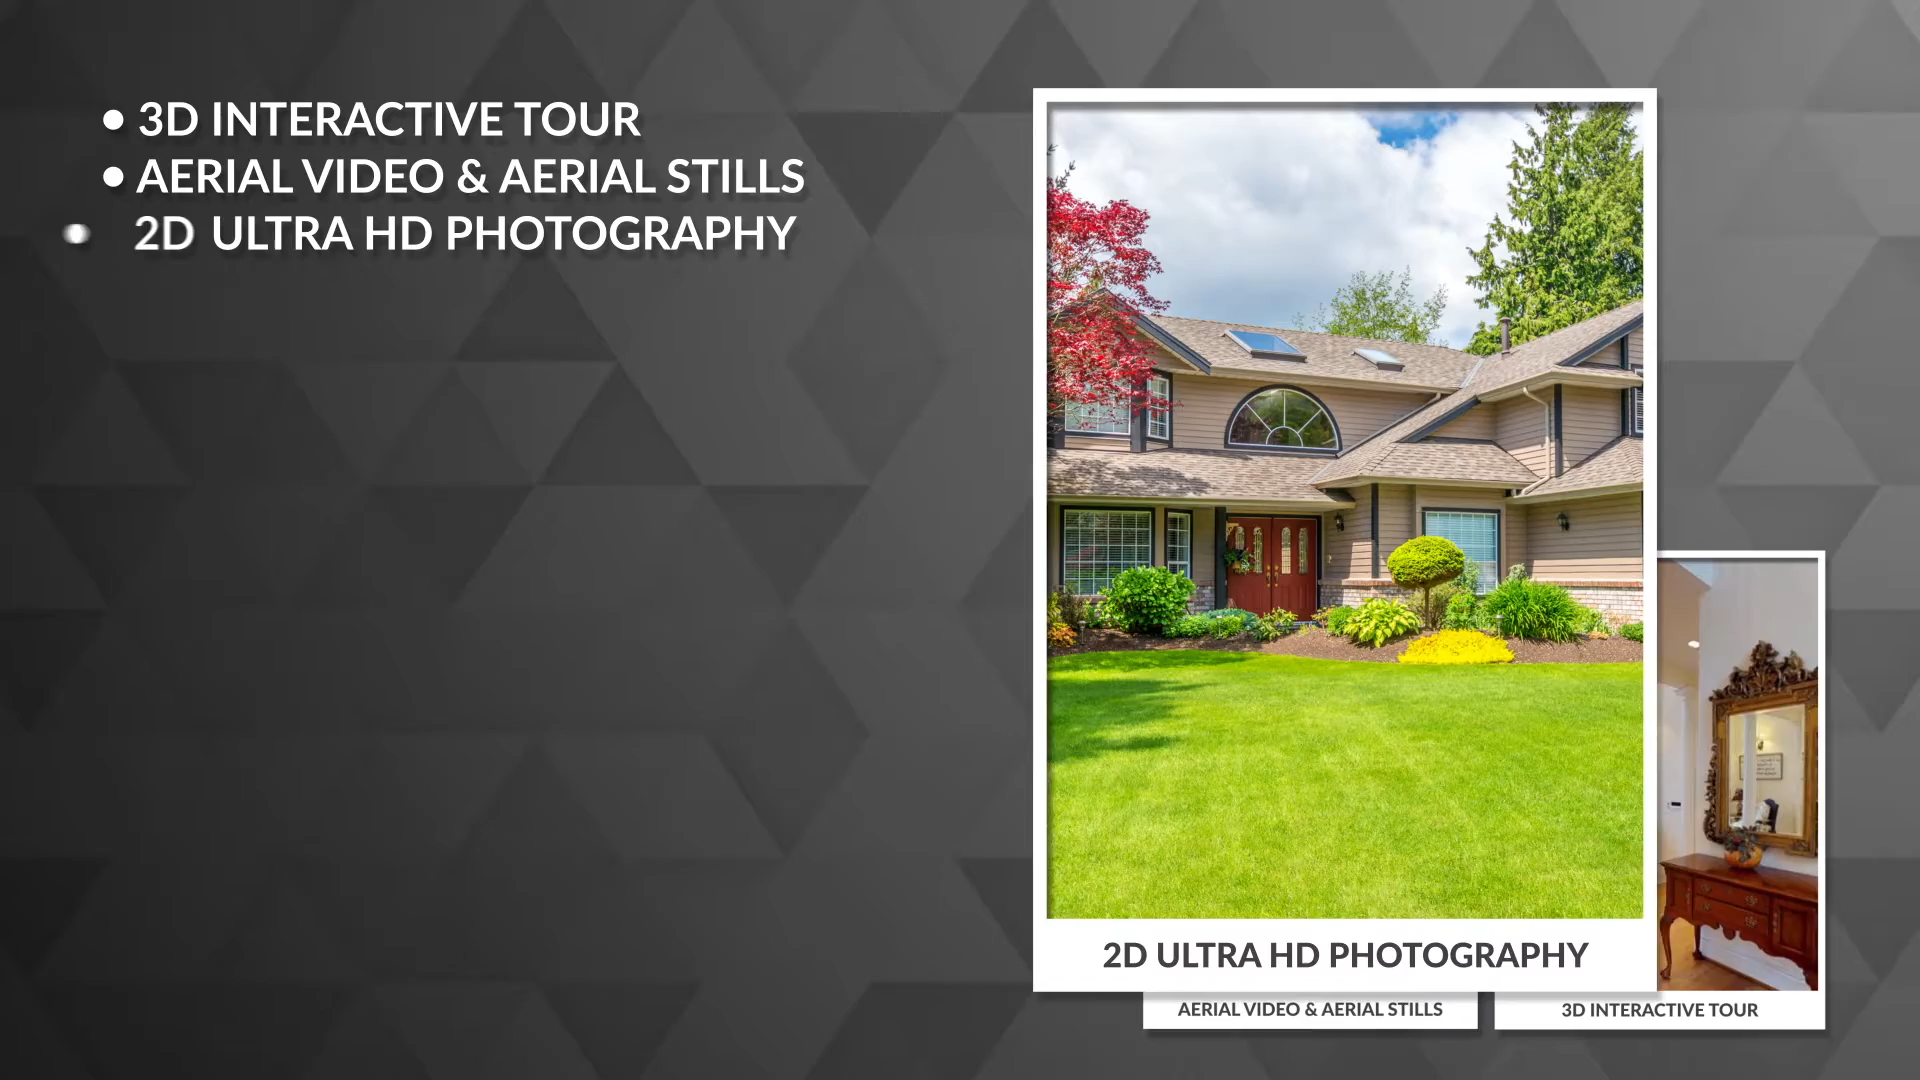 • 3D INTERACTIVE TOUR
• AERIAL VIDEO & AERIAL STILLS
• 2D ULTRA HD PHOTOGRAPHY
2D ULTRA HD PHOTOGRAPHY
AERIAL VIDEO & AERIAL STILLS
3D INTERACTIVE TOUR